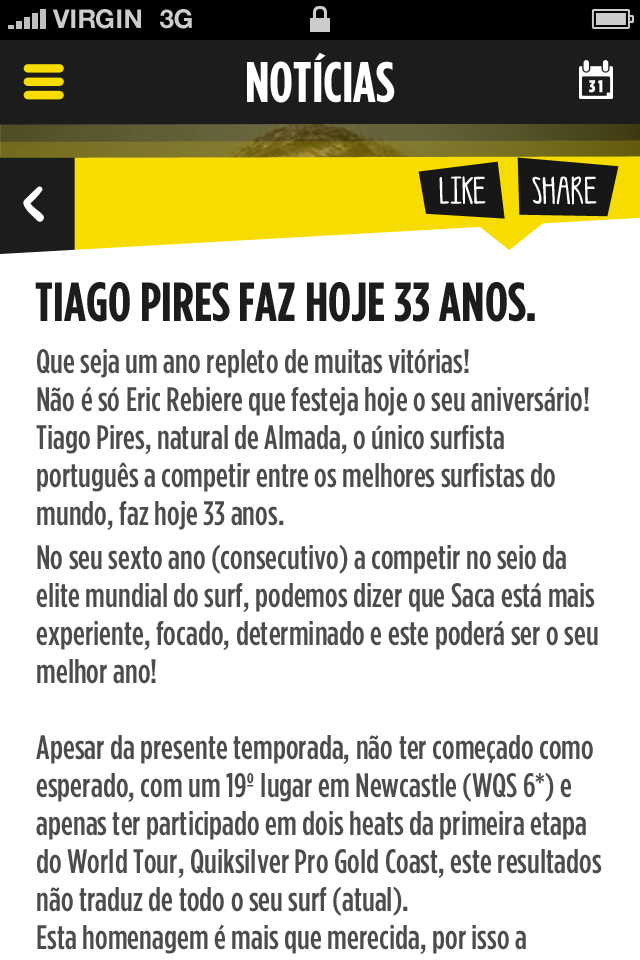 VIRGIN 3G
NOTÍCIAS
31
LIKE SHARE
TIAGO PIRES FAZ HOJE 33 ANOS.
Que seja um ano repleto de muitas vitórias!
Não é só Eric Rebiere que festeja hoje o seu aniversário!
Tiago Pires, natural de Almada, o único surfista
português a competir entre os melhores surfistas do
mundo, faz hoje 33 anos.
No seu sexto ano (consecutivo) a competir no seio da
elite mundial do surf, podemos dizer que Saca está mais
experiente, focado, determinado e este poderá ser o seu
melhor ano!
Apesar da presente temporada, não ter começado como
esperado, com um 19º lugar em Newcastle (WQS 6*) e
apenas ter participado em dois heats da primeira etapa
do World Tour, Quiksilver Pro Gold Coast, este resultados
não traduz de todo o seu surf (atual).
Esta homenagem é mais que merecida, por isso a